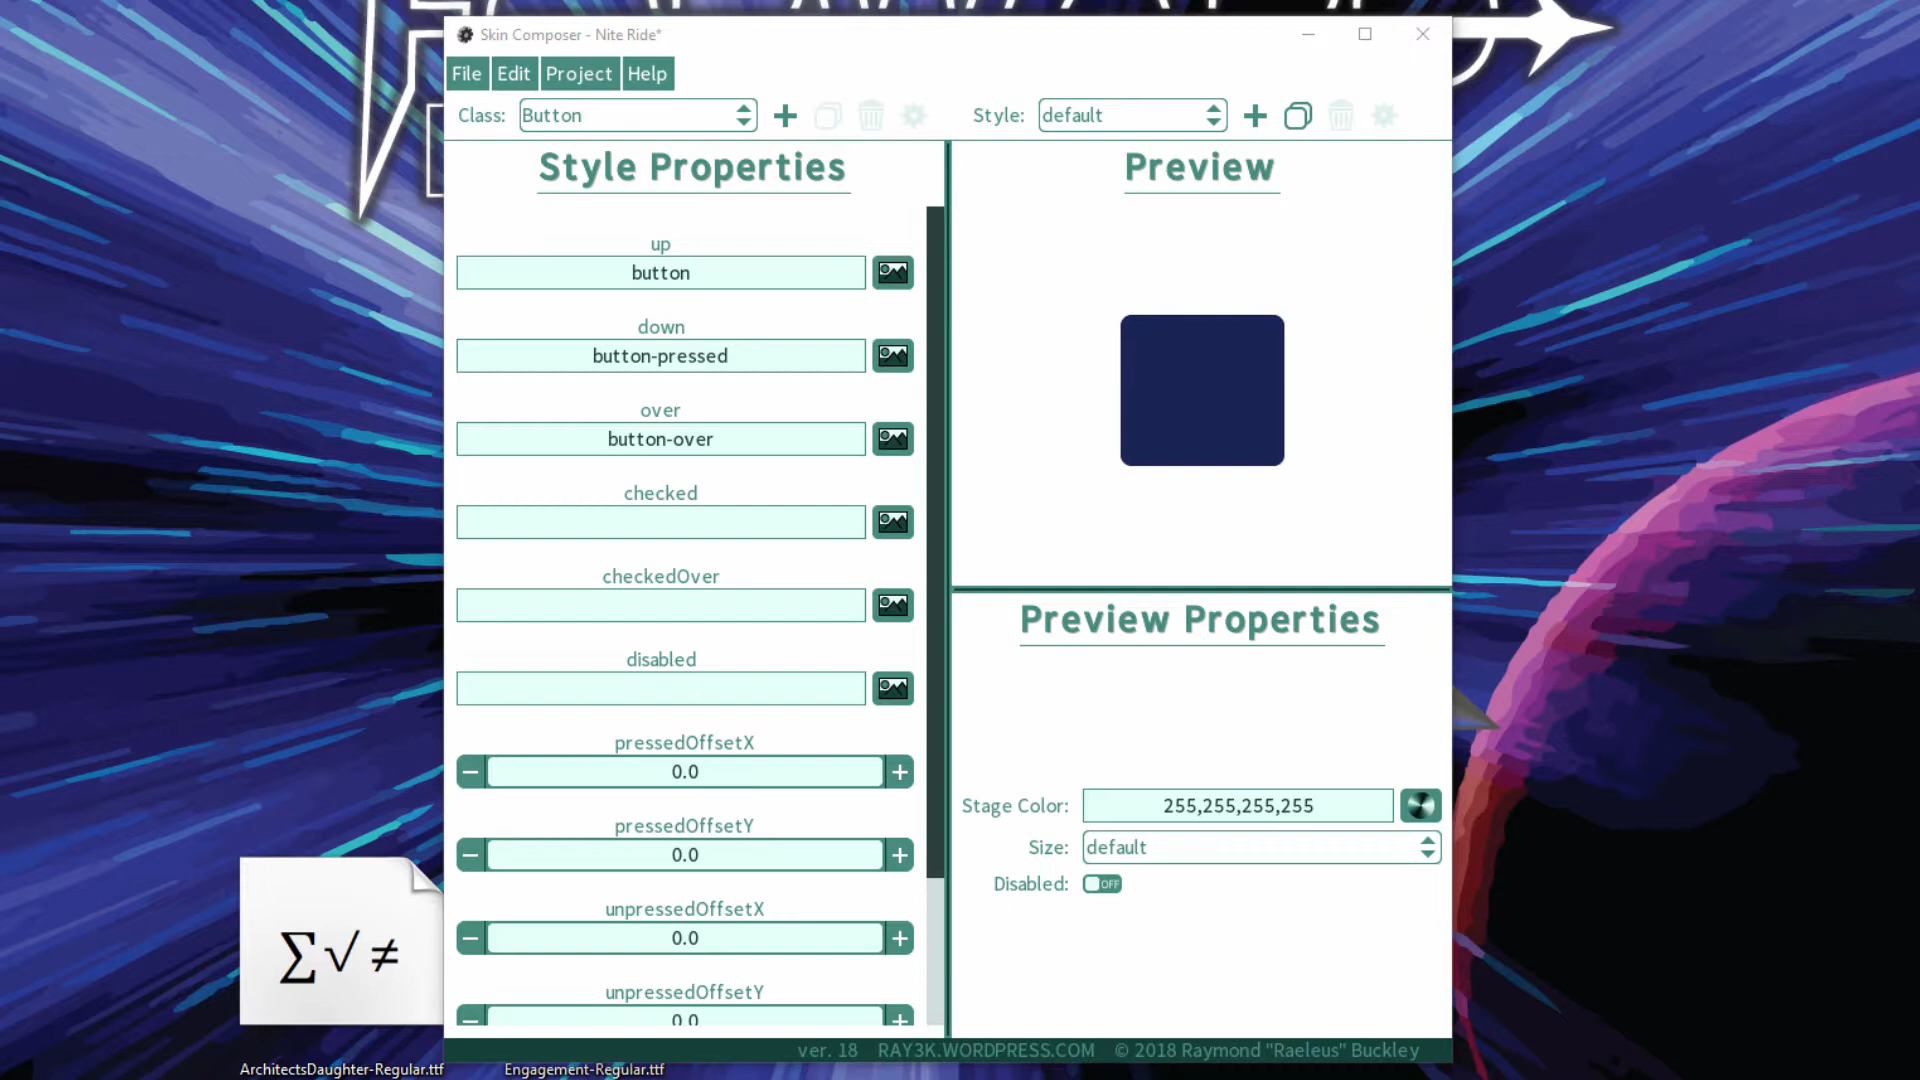 Skin Composer - Nite Ride*
File Edit Project Help
Class: Button Style: default
Style Properties
up
button
down
button-pressed
over
button-over
checked
checkedOver
disabled
pressedOffsetX
0.0
pressedOffsetY
0.0
unpressedOffsetX
0.0
unpressedOffsetY
0.0
Preview
Preview Properties
Stage Color: 255,255,255,255
Size: default
Disabled: OFF
ver. 18 RAY3K.WORDPRESS.COM © 2018 Raymond "Raeleus" Buckley
∑√≠
ArchitectsDaughter-Regular.ttf Engagement-Regular.ttf